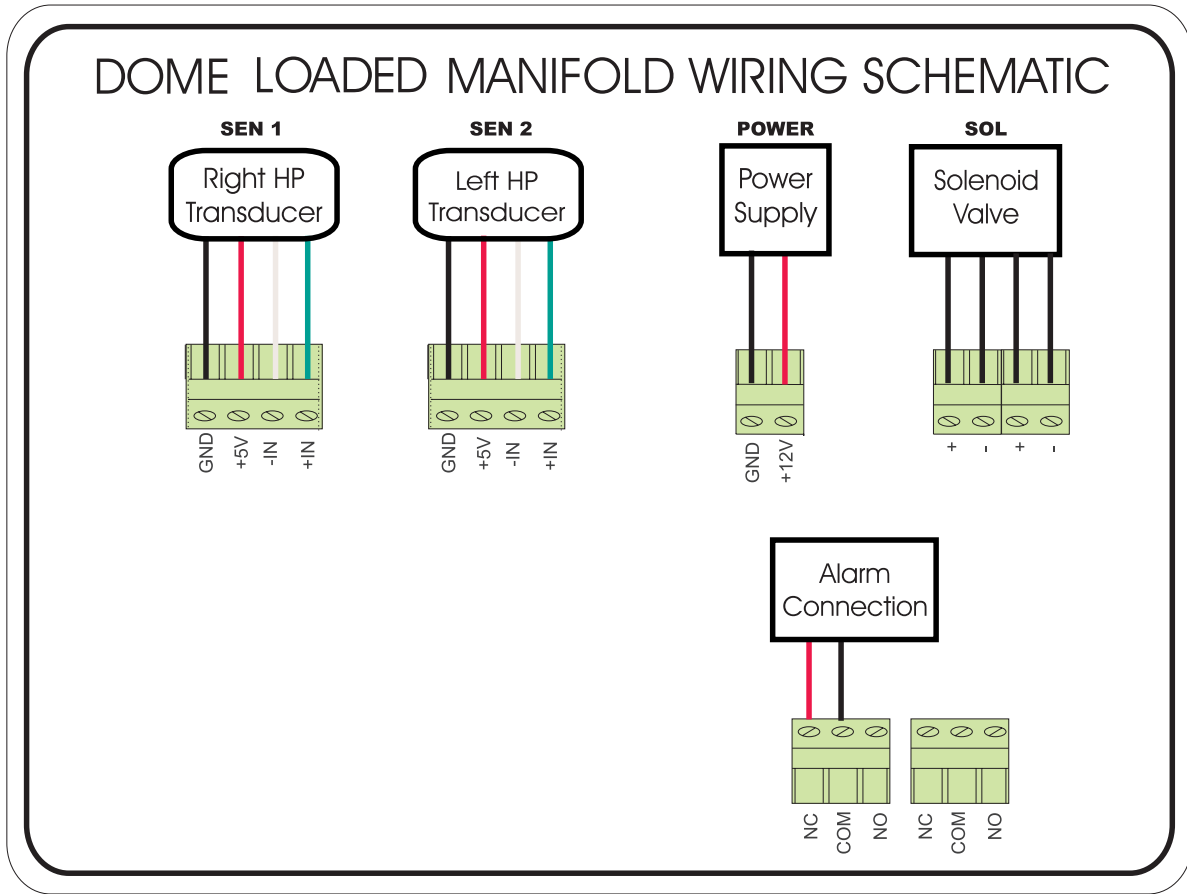 DOME LOADED MANIFOLD WIRING SCHEMATIC
SEN 1
Right HP
Transducer
GND
+5V
-IN
+IN
SEN 2
Left HP
Transducer
GND
+5V
-IN
+IN
POWER
Power
Supply
GND
+12V
SOL
Solenoid
Valve
+
-
+
-
Alarm
Connection
NC
COM
NO
NC
COM
NO